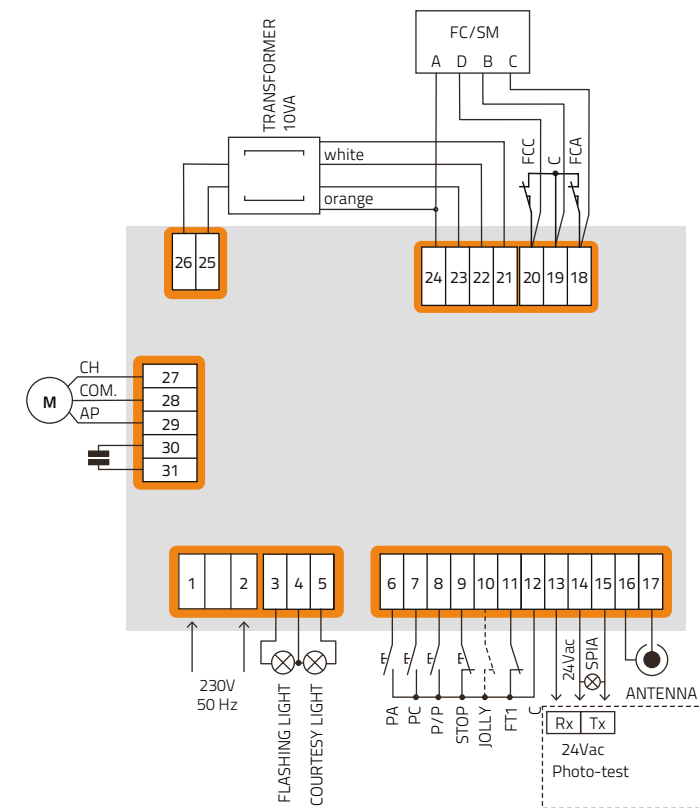 FC/SM
A D B C
TRANSFORMER
10VA
white
orange
FCC
C
FCA
26 25
24 23 22 21 20 19 18
M
CH
COM.
AP
27
28
29
30
31
1 2 3 4 5
6 7 8 9 10 11 12 13 14 15 16 17
230V
50 Hz
FLASHING LIGHT
COURTESY LIGHT
PA
PC
P/P
STOP
JOLLY
FT1
C
24Vac
SPIA
ANTENNA
Rx Tx
24Vac
Photo-test